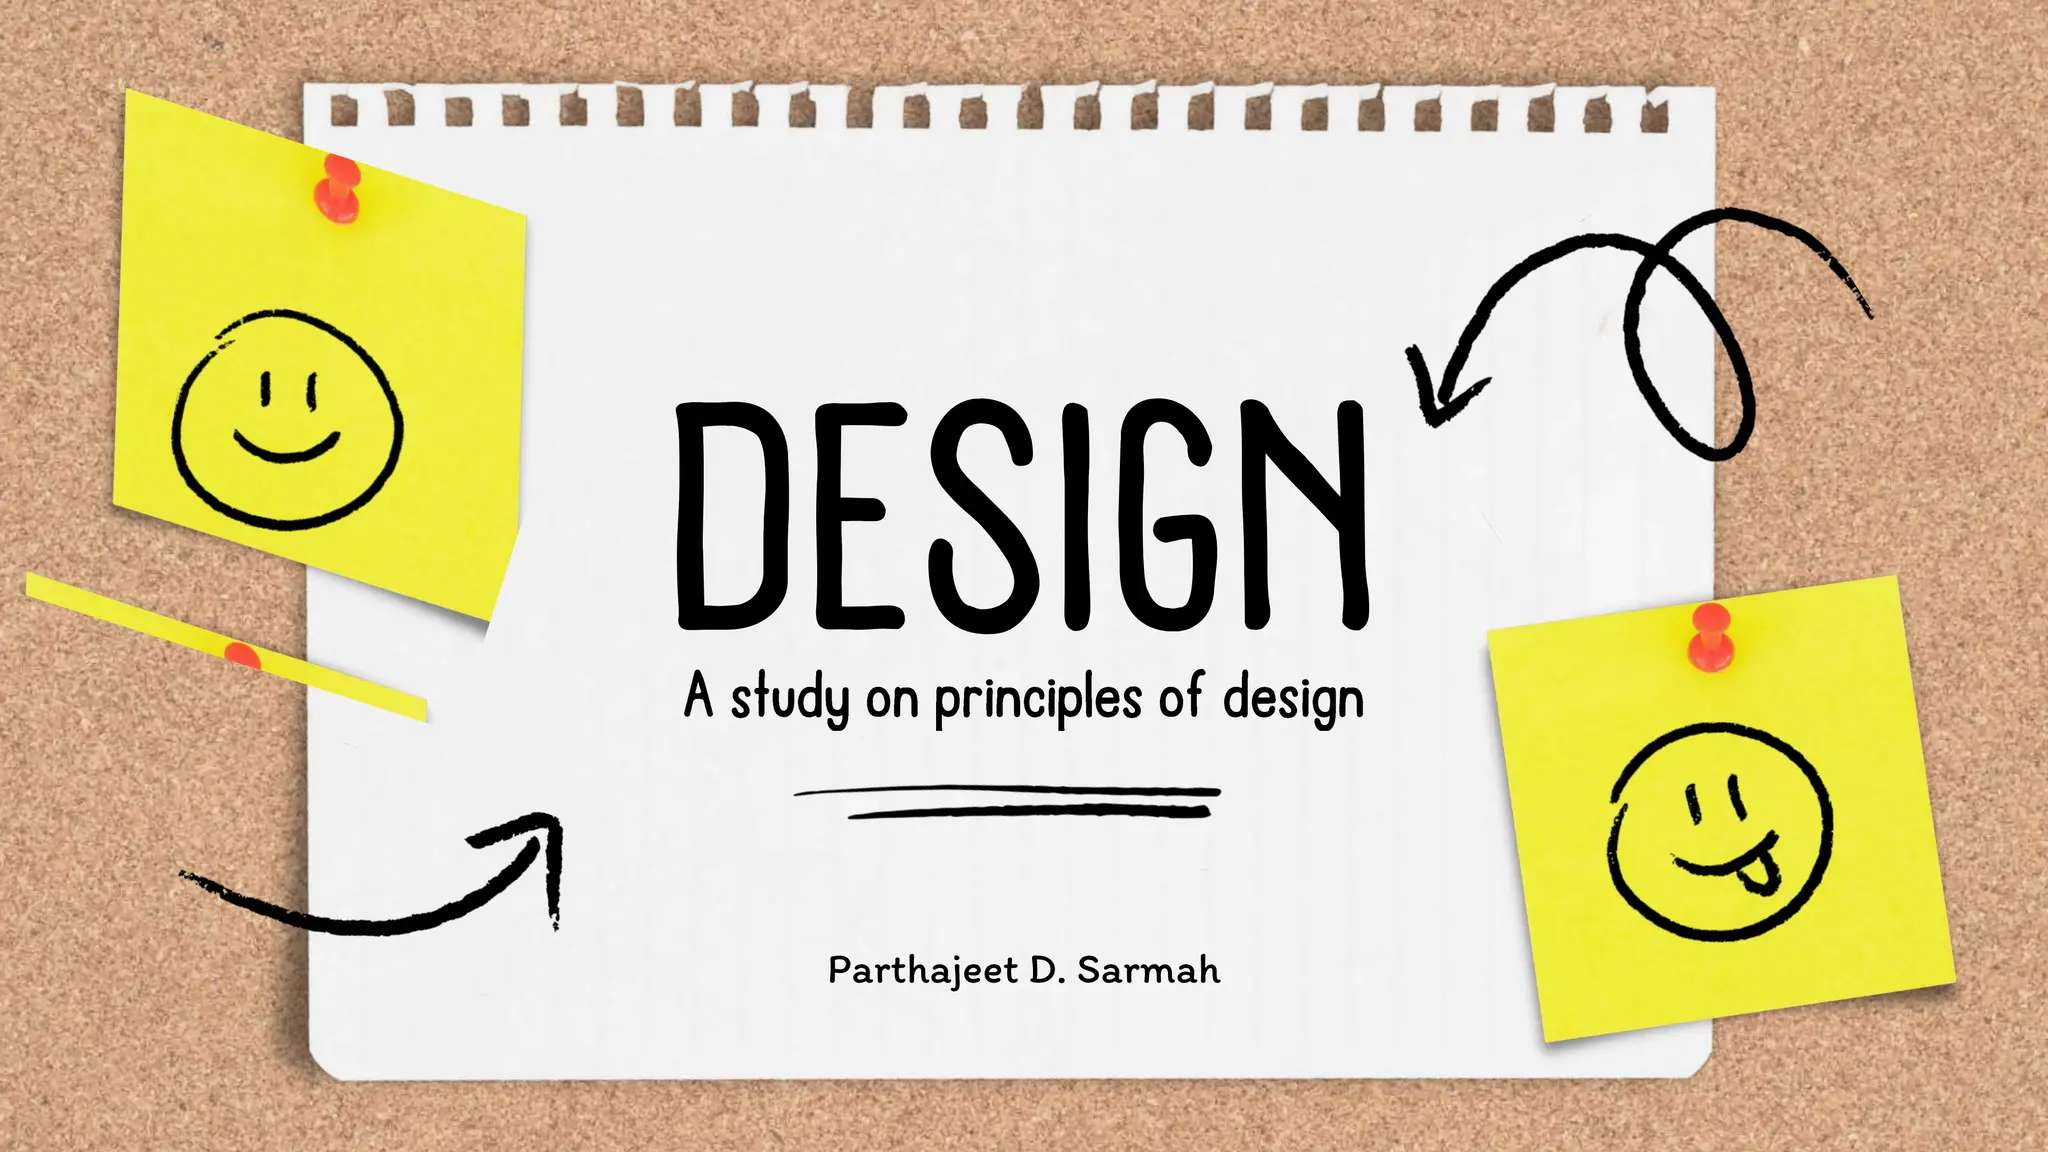 DESIGN
A study on principles of design
Parthajeet D. Sarmah